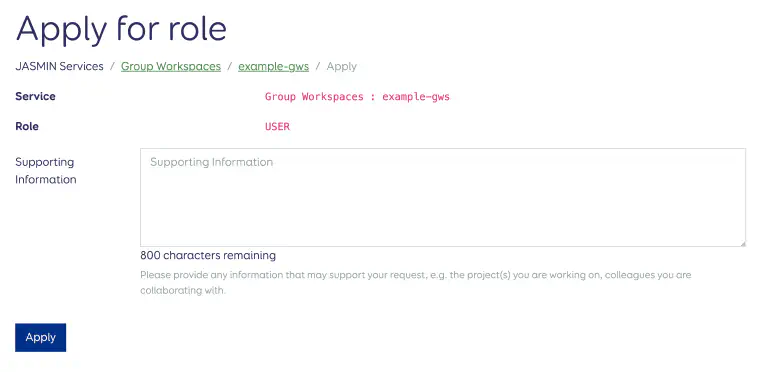 Apply for role
JASMIN Services / Group Workspaces / example-gws / Apply
Service Group Workspaces : example-gws
Role USER
Supporting Information
Supporting Information
800 characters remaining
Please provide any information that may support your request, e.g. the project(s) you are working on, colleagues you are
collaborating with.
Apply